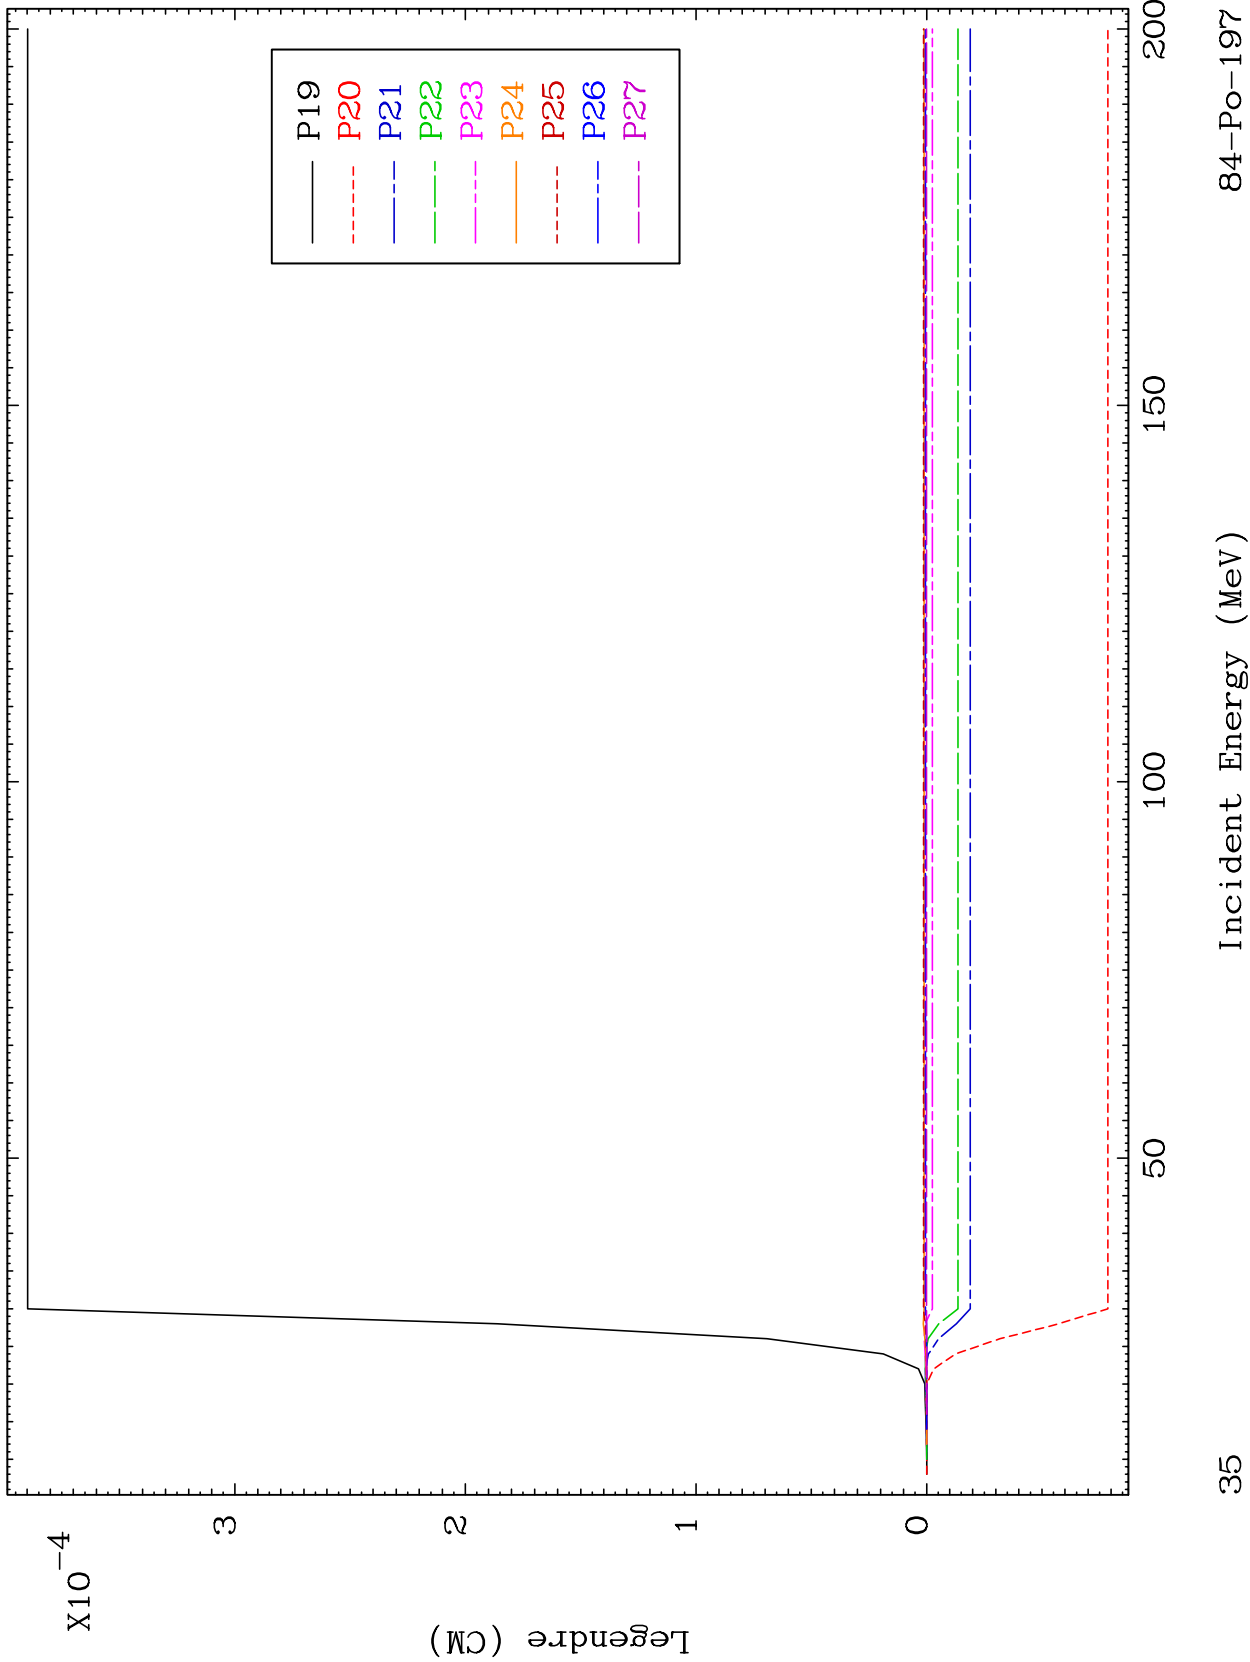 X10-4
3
2
1
0
Legendre (CM)
P19
P20
P21
P22
P23
P24
P25
P26
P27
50
100
150
200
Incident Energy (MeV)
35
84-Po-197